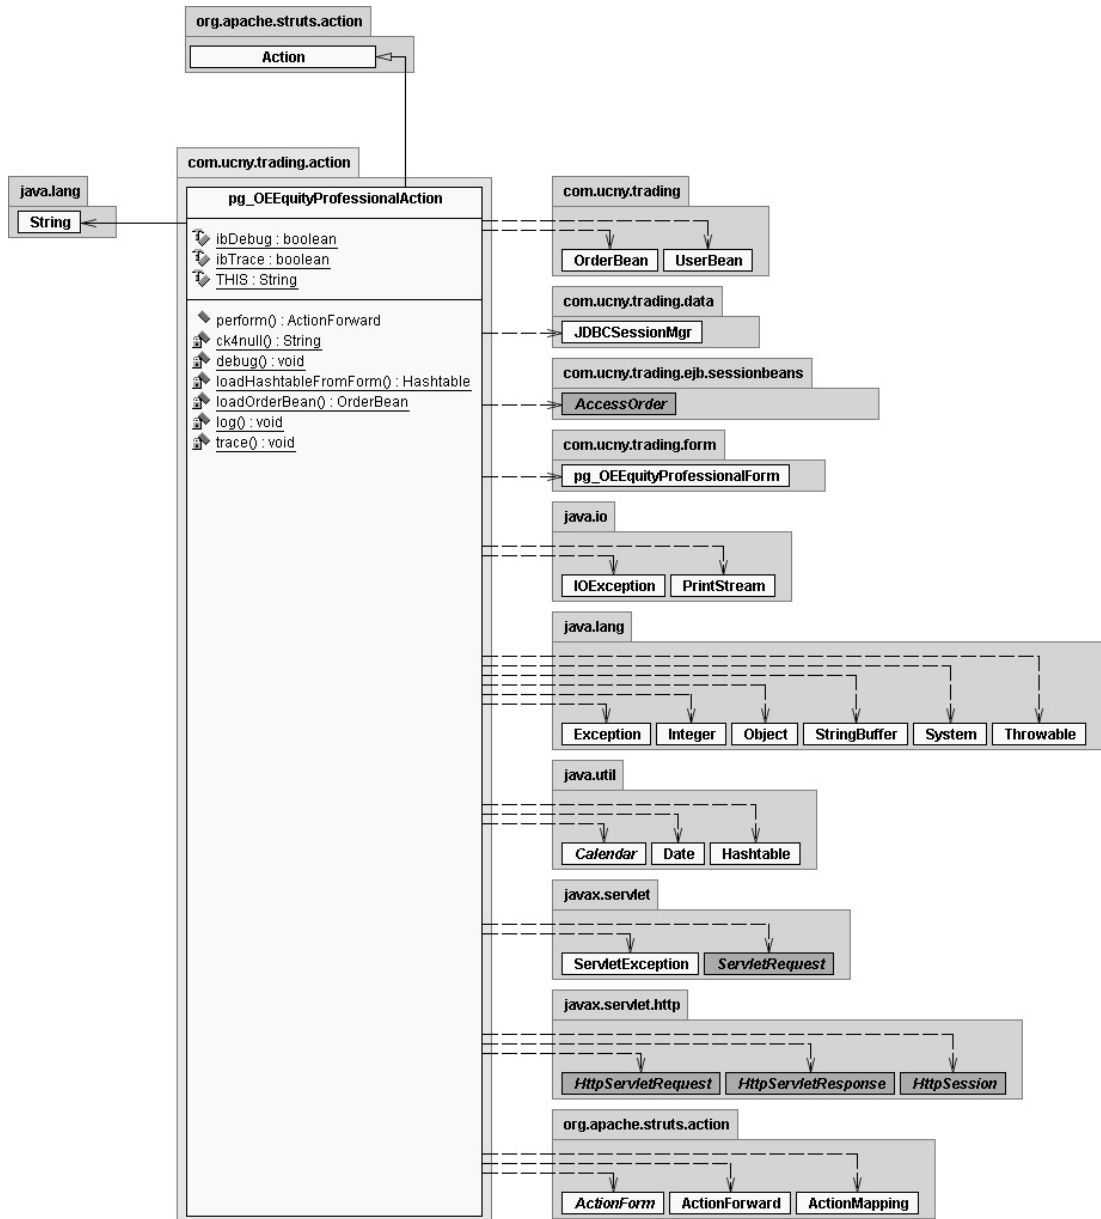 org.apache.struts.action
Action
com.ucny.trading.action
pg_OEEquityProfessionalAction
java.lang
String
ibDebug : boolean
ibTrace : boolean
THIS : String
perform() : ActionForward
ck4null() : String
debug() : void
loadHashtableFromForm() : Hashtable
loadOrderBean() : OrderBean
log() : void
trace() : void
com.ucny.trading
OrderBean UserBean
com.ucny.trading.data
JDBCSessionMgr
com.ucny.trading.ejb.sessionbeans
AccessOrder
com.ucny.trading.form
pg_OEEquityProfessionalForm
java.io
IOException PrintStream
java.lang
Exception Integer Object StringBuffer System Throwable
java.util
Calendar Date Hashtable
javax.servlet
ServletException ServletRequest
javax.servlet.http
HttpServletRequest HttpServletResponse HttpSession
org.apache.struts.action
ActionForm ActionForward ActionMapping